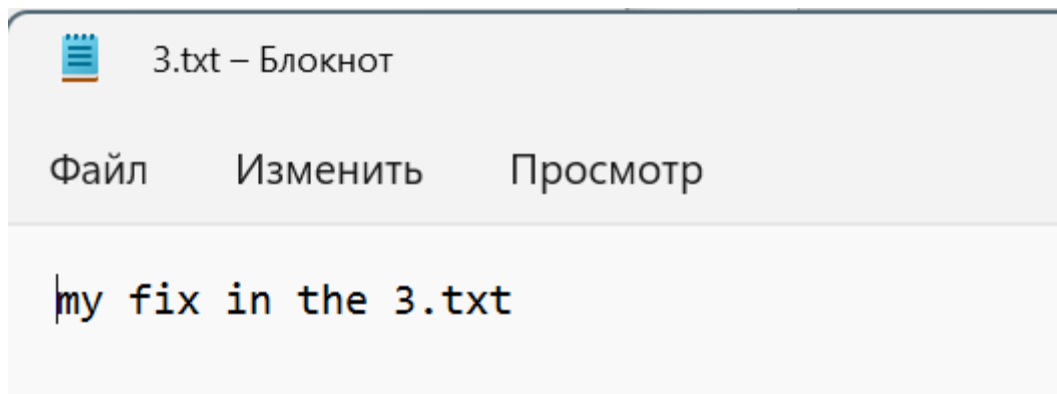 3.txt – Блокнот
Файл Изменить Просмотр
my fix in the 3.txt